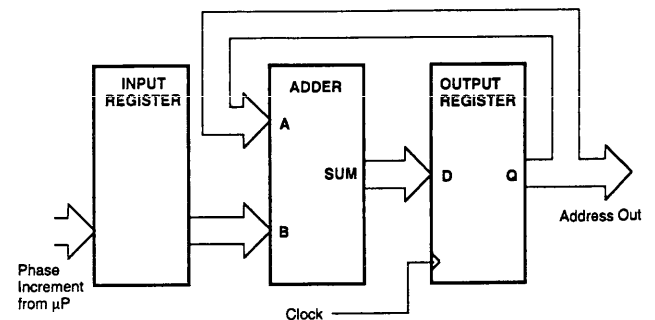 INPUT
REGISTER
ADDER
OUTPUT
REGISTER
A
SUM
D
Q
B
Address Out
Phase
Increment
from µP
Clock